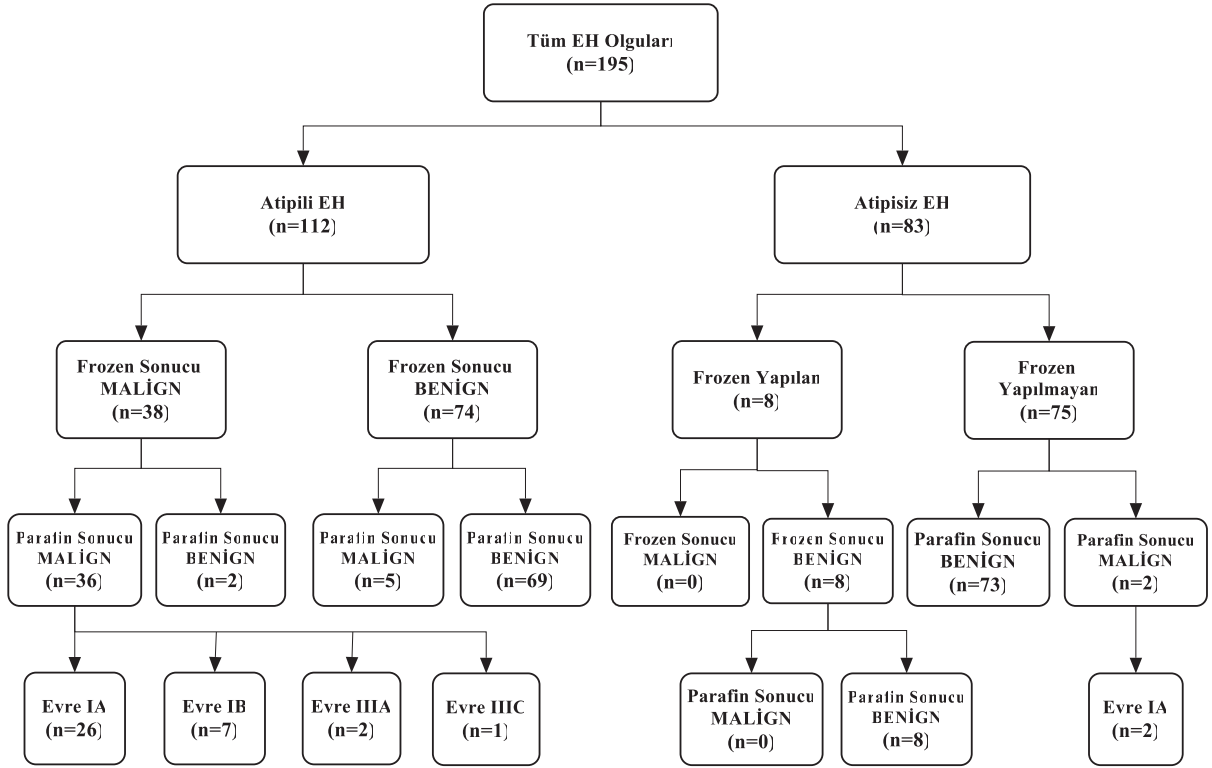 Tüm EH Olguları
(n=195)
Atipili EH
(n=112)
Atipisiz EH
(n=83)
Frozen Sonucu
MALİGN
(n=38)
Frozen Sonucu
BENİGN
(n=74)
Frozen Yapılan
(n=8)
Frozen
Yapılmayan
(n=75)
Parafin Sonucu
MALİGN
(n=36)
Parafin Sonucu
BENİGN
(n=2)
Parafin Sonucu
MALİGN
(n=5)
Parafin Sonucu
BENİGN
(n=69)
Frozen Sonucu
MALİGN
(n=0)
Frozen Sonucu
BENİGN
(n=8)
Parafin Sonucu
BENİGN
(n=73)
Parafin Sonucu
MALİGN
(n=2)
Evre IA
(n=26)
Evre IB
(n=7)
Evre IIIA
(n=2)
Evre IIIC
(n=1)
Parafin Sonucu
MALİGN
(n=0)
Parafin Sonucu
BENİGN
(n=8)
Evre IA
(n=2)